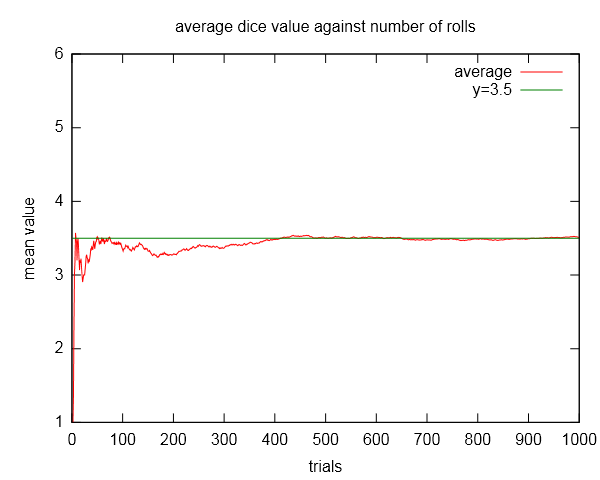 average dice value against number of rolls
6
average
y=3.5
5
4
mean value
3
2
1
0 100 200 300 400 500 600 700 800 900 1000
trials